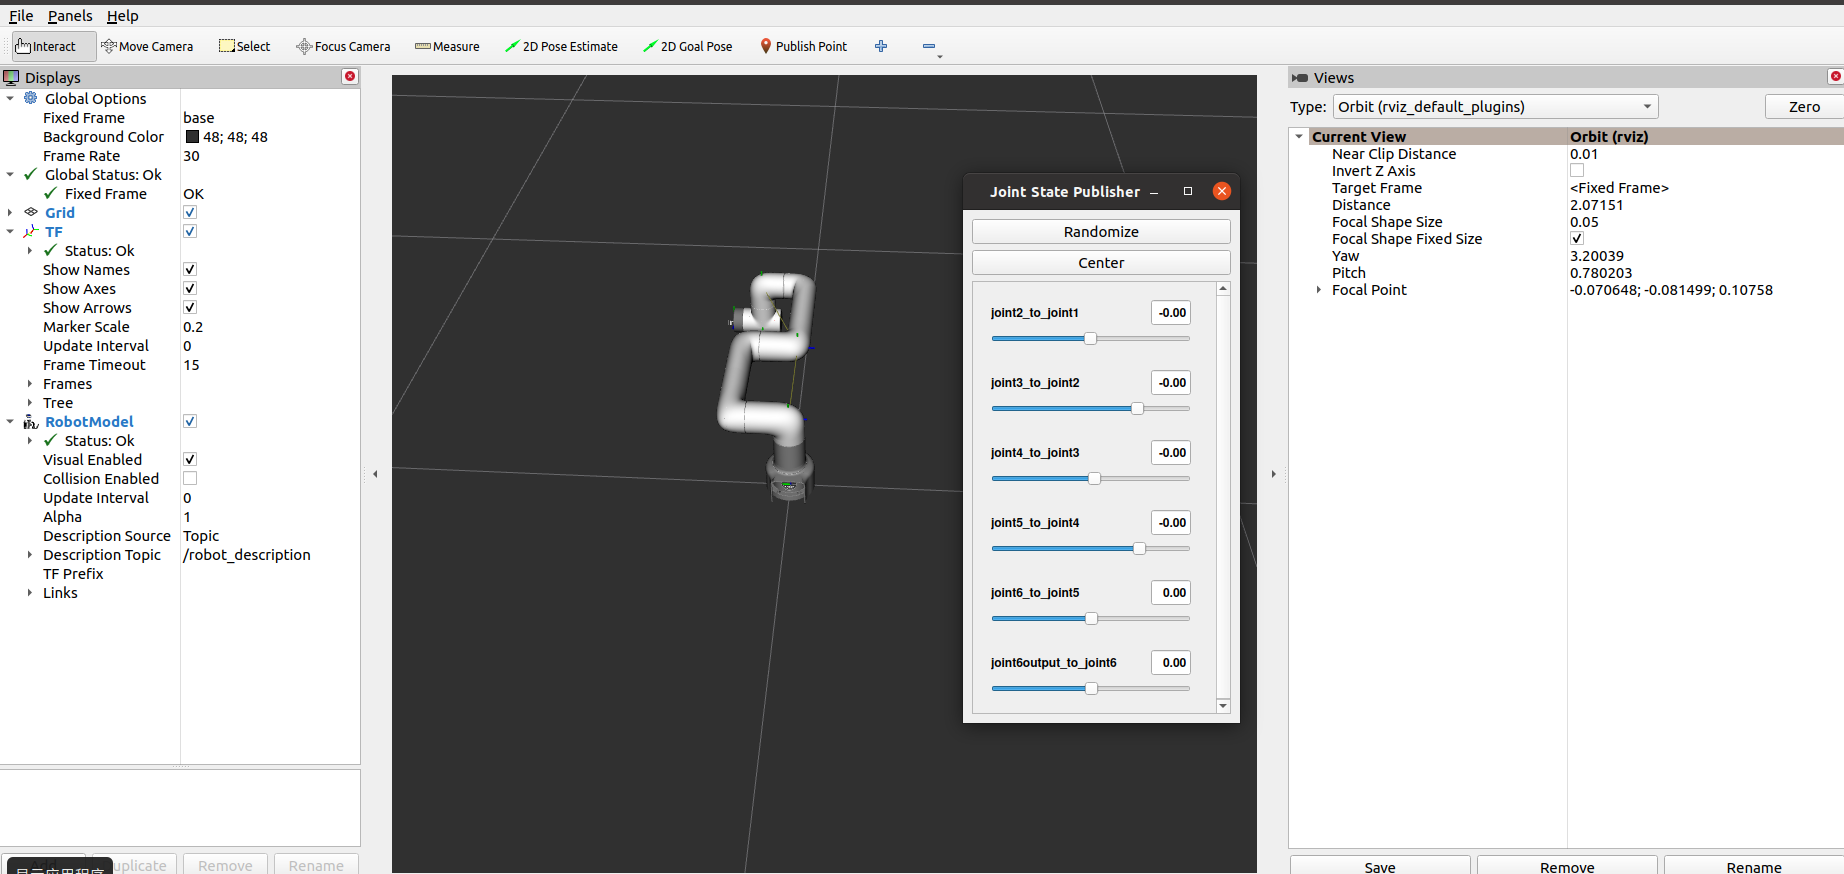 File Panels Help
Interact Move Camera Select Focus Camera Measure 2D Pose Estimate 2D Goal Pose Publish Point
Displays
Global Options
Fixed Frame base
Background Color 48; 48; 48
Frame Rate 30
Global Status: Ok
Fixed Frame OK
Grid
TF
Status: Ok
Show Names
Show Axes
Show Arrows
Marker Scale 0.2
Update Interval 0
Frame Timeout 15
Frames
Tree
RobotModel
Status: Ok
Visual Enabled
Collision Enabled
Update Interval 0
Alpha 1
Description Source Topic
Description Topic /robot_description
TF Prefix
Links
Remove Rename
显示应用程序
Joint State Publisher
Randomize
Center
joint2_to_joint1 -0.00
joint3_to_joint2 -0.00
joint4_to_joint3 -0.00
joint5_to_joint4 -0.00
joint6_to_joint5 0.00
joint6output_to_joint6 0.00
Views
Type: Orbit (rviz_default_plugins) Zero
Current View Orbit (rviz)
Near Clip Distance 0.01
Invert Z Axis
Target Frame <Fixed Frame>
Distance 2.07151
Focal Shape Size 0.05
Focal Shape Fixed Size
Yaw 3.20039
Pitch 0.780203
Focal Point -0.070648; -0.081499; 0.10758
Save Remove Rename